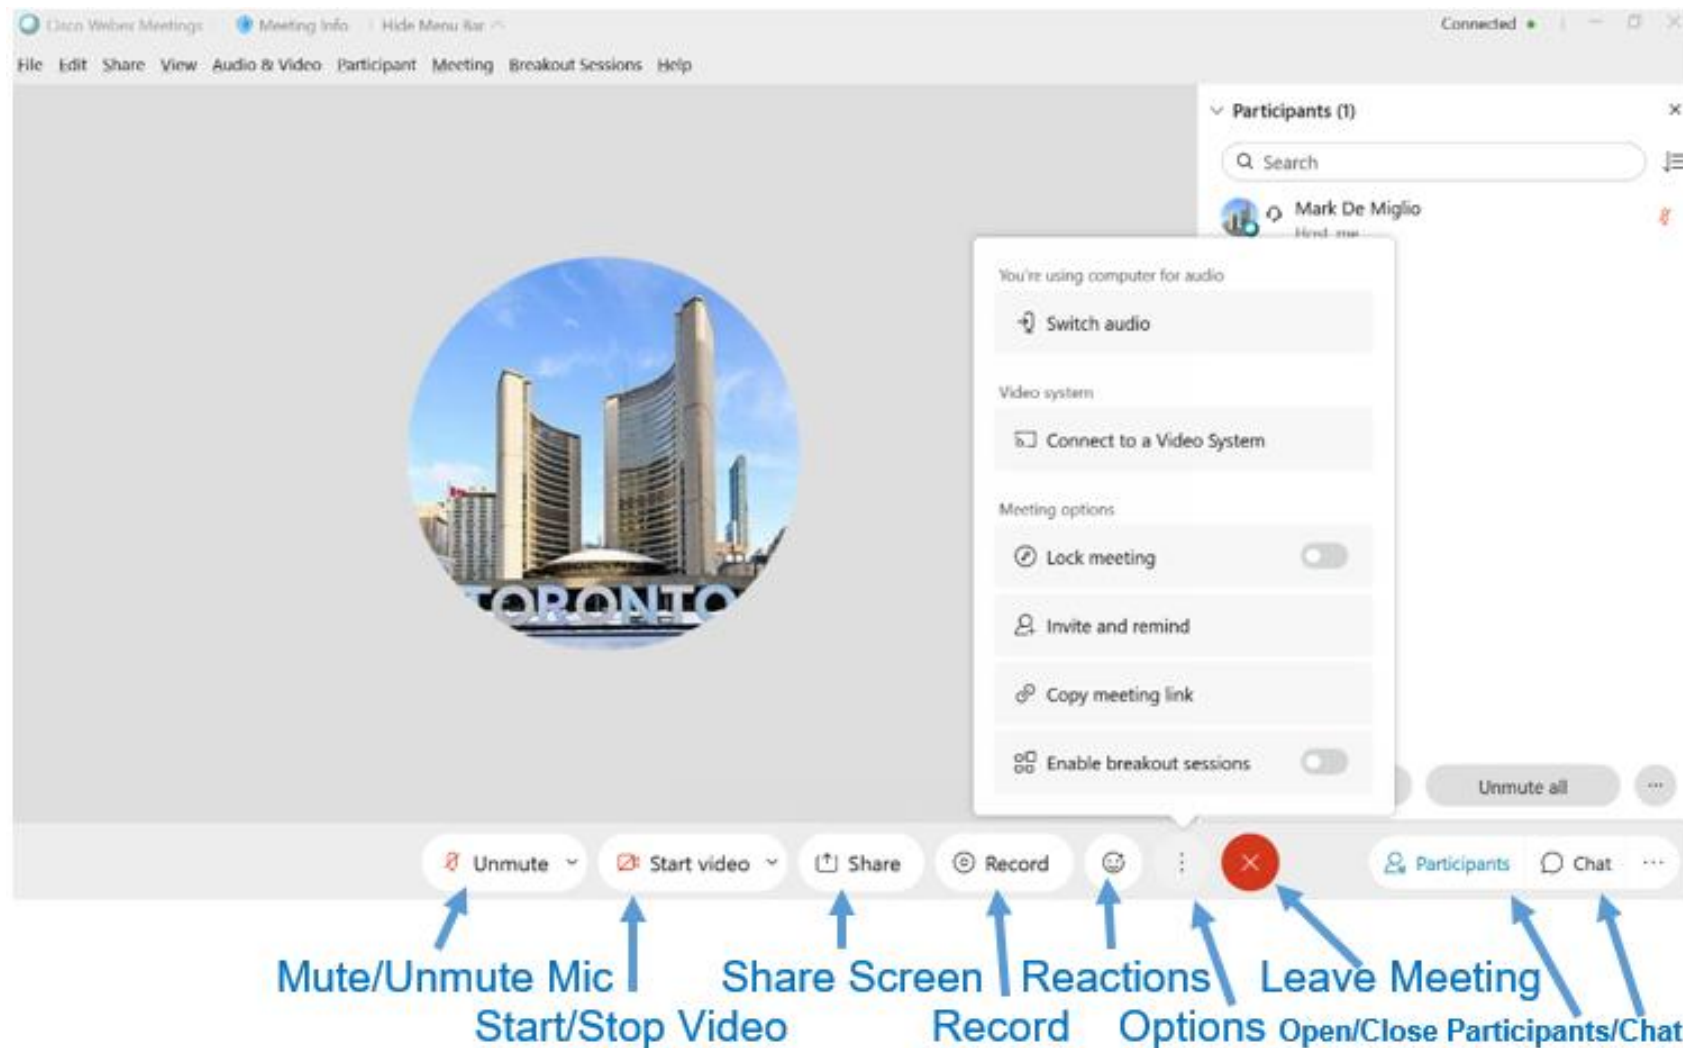 Cisco Webex Meetings Meeting Info Hide Menu Bar
Connected
File Edit Share View Audio & Video Participant Meeting Breakout Sessions Help
Participants (1)
Search
Mark De Miglio
Host, me
You're using computer for audio
Switch audio
Video system
Connect to a Video System
Meeting options
Lock meeting
Invite and remind
Copy meeting link
Enable breakout sessions
Unmute all
TORONTO
Unmute Start video Share Record Participants Chat
Mute/Unmute Mic Share Screen Reactions Leave Meeting
Start/Stop Video Record Options Open/Close Participants/Chat